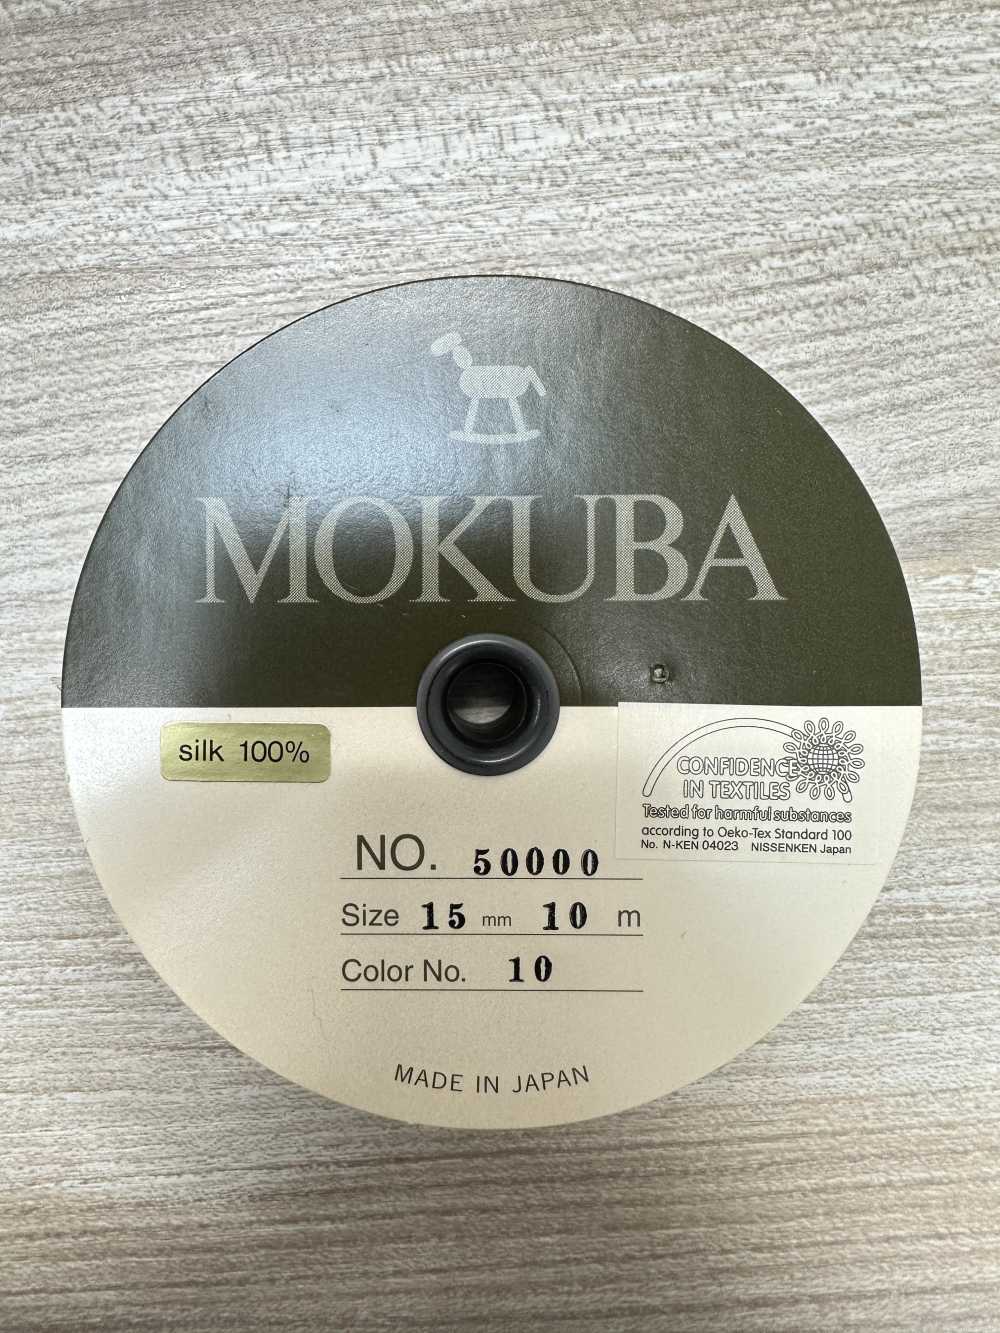 MOKUBA
silk 100%
CONFIDENCE
IN TEXTILES
Tested for harmful substances
according to Oeko-Tex Standard 100
No. N-KEN 04023 NISSENKEN Japan
NO. 50000
Size 15 mm 10 m
Color No. 10
MADE IN JAPAN